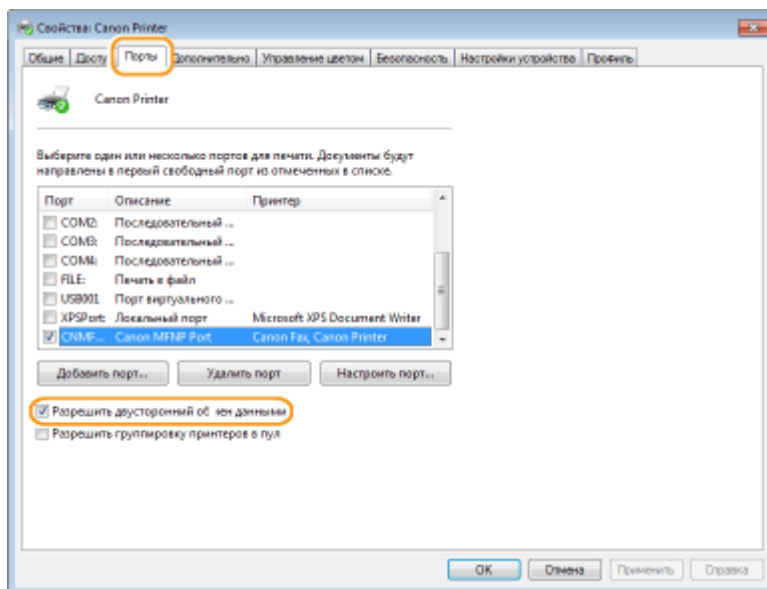 Свойства: Canon Printer
Общие Досту Порты Дополнительно Управление цветом Безопасность Настройки устройства Профиль
Canon Printer
Выберите один или несколько портов для печати. Документы будут
направлены в первый свободный порт из отмеченных в списке.
Порт Описание Принтер
COM2: Последовательный ...
COM3: Последовательный ...
COM4: Последовательный ...
FILE: Печать в файл
USB001 Порт виртуального ...
XPSPort: Локальный порт Microsoft XPS Document Writer
CNMF... Canon MFNP Port Canon Fax, Canon Printer
Добавить порт... Удалить порт Настроить порт...
Разрешить двусторонний об ен данными
Разрешить группировку принтеров в пул
OK Отмена Применить Справка